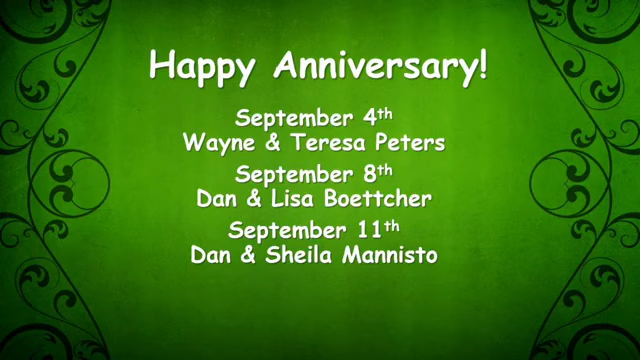 Happy Anniversary!
September 4th
Wayne & Teresa Peters
September 8th
Dan & Lisa Boettcher
September 11th
Dan & Sheila Mannisto